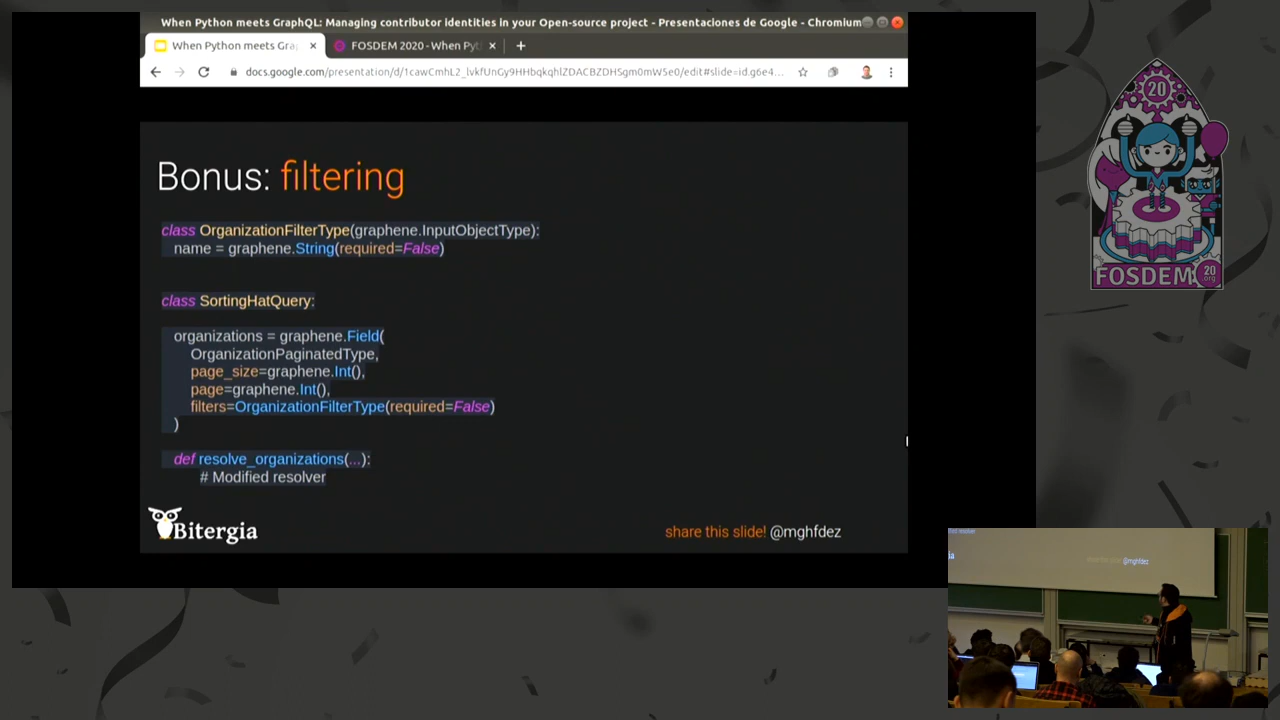 When Python meets GraphQL: Managing contributor identities in your Open-source project - Presentaciones de Google - Chromium
When Python meets Gra
FOSDEM 2020 - When Pyt
docs.google.com/presentation/d/1cawCmhL2_lvkfUnGy9HHbqkqhlZDACBZDHSgm0mW5e0/edit#slide=id.g6e4...
Bonus: filtering
class OrganizationFilterType(graphene.InputObjectType):
name = graphene.String(required=False)
class SortingHatQuery:
organizations = graphene.Field(
OrganizationPaginatedType,
page_size=graphene.Int(),
page=graphene.Int(),
filters=OrganizationFilterType(required=False)
)
def resolve_organizations(...):
# Modified resolver
Bitergia
share this slide! @mghfdez
20
FOSDEM
20
.org
@mghfdez